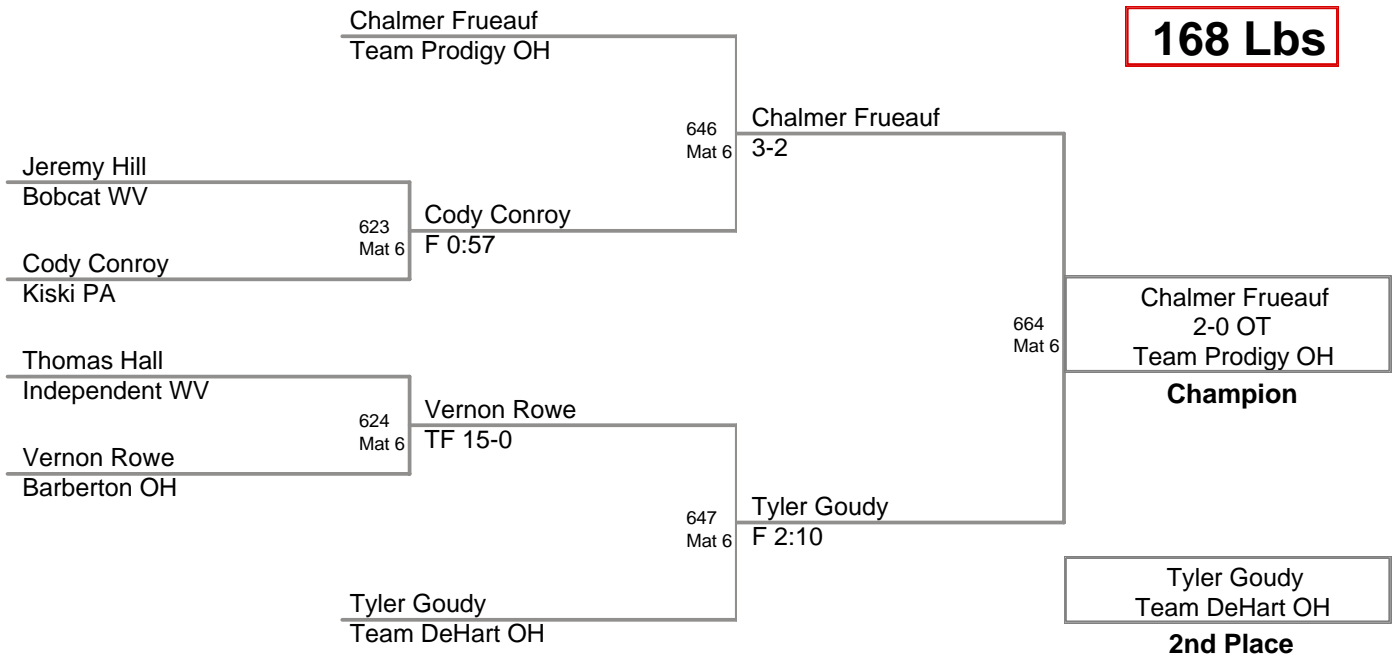 Chalmer Frueauf
Team Prodigy OH
168 Lbs
646
Mat 6
Chalmer Frueauf
3-2
Jeremy Hill
Bobcat WV
623
Mat 6
Cody Conroy
F 0:57
Cody Conroy
Kiski PA
664
Mat 6
Chalmer Frueauf
2-0 OT
Team Prodigy OH
Champion
Thomas Hall
Independent WV
624
Mat 6
Vernon Rowe
TF 15-0
Vernon Rowe
Barberton OH
647
Mat 6
Tyler Goudy
F 2:10
Tyler Goudy
Team DeHart OH
Tyler Goudy
Team DeHart OH
2nd Place